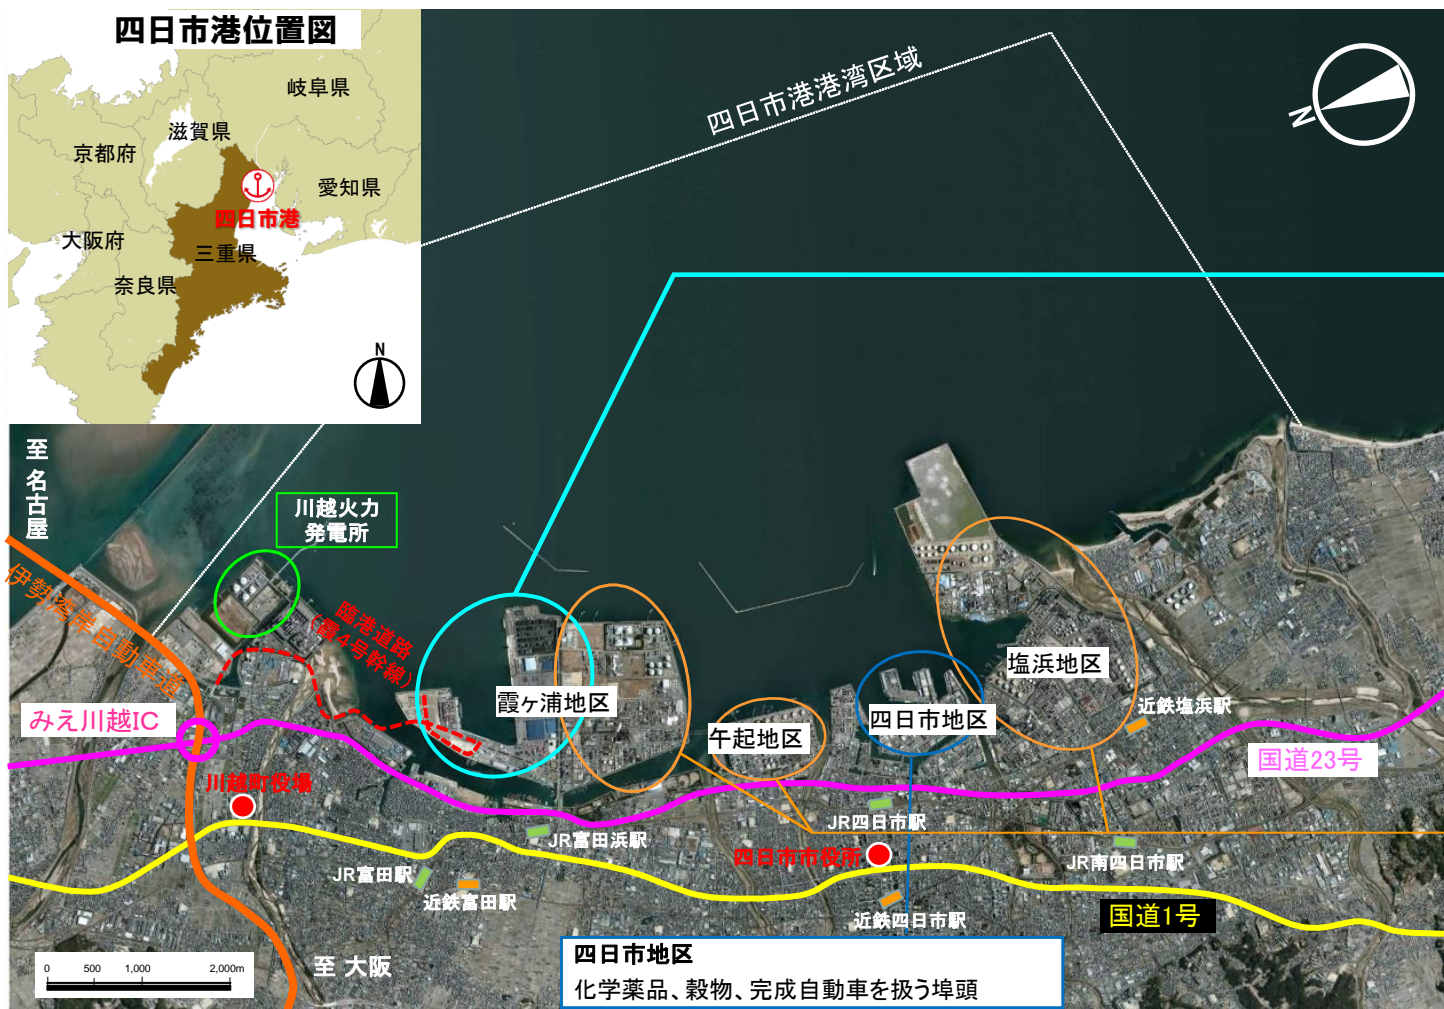 四日市港位置図
岐阜県
滋賀県
京都府
愛知県
四日市港
大阪府
三重県
奈良県
N
四日市港港湾区域
N
至 名古屋
川越火力
発電所
伊勢湾岸自動車道
臨港道路
(霞4号幹線)
霞ヶ浦地区
塩浜地区
午起地区
四日市地区
近鉄塩浜駅
みえ川越IC
国道23号
川越町役場
JR富田浜駅
JR四日市駅
四日市市役所
JR南四日市駅
JR富田駅
近鉄富田駅
近鉄四日市駅
国道1号
至 大阪
0 500 1,000 2,000m
四日市地区
化学薬品、穀物、完成自動車を扱う埠頭